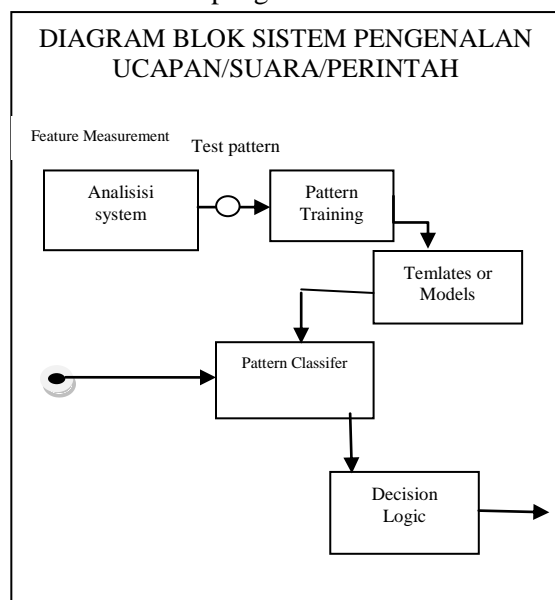 DIAGRAM BLOK SISTEM PENGENALAN
UCAPAN/SUARA/PERINTAH
Feature Measurement
Test pattern
Analisisi
system
Pattern
Training
Temlates or
Models
Pattern Classifer
Decision
Logic